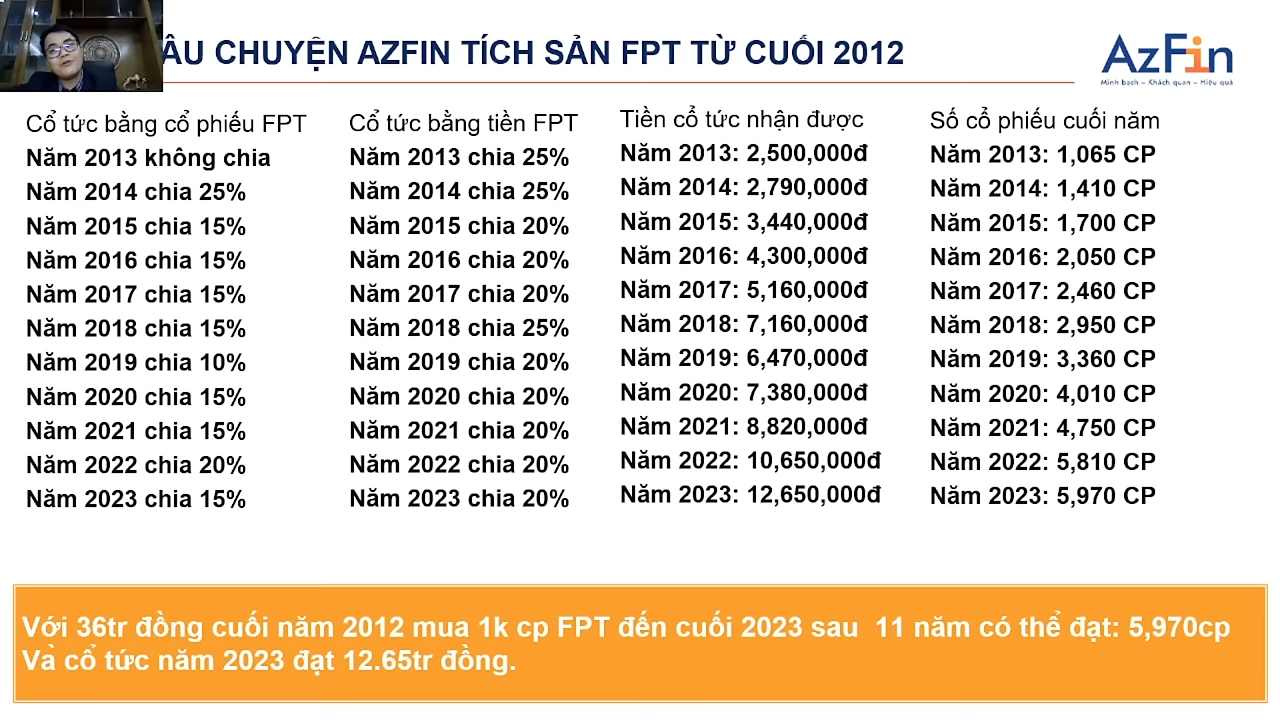 ÂU CHUYỆN AZFIN TÍCH SẢN FPT TỪ CUỐI 2012
AzFin
Minh bạch – Khách quan – Hiệu quả
Cổ tức bằng cổ phiếu FPT
Năm 2013 không chia
Năm 2014 chia 25%
Năm 2015 chia 15%
Năm 2016 chia 15%
Năm 2017 chia 15%
Năm 2018 chia 15%
Năm 2019 chia 10%
Năm 2020 chia 15%
Năm 2021 chia 15%
Năm 2022 chia 20%
Năm 2023 chia 15%
Cổ tức bằng tiền FPT
Năm 2013 chia 25%
Năm 2014 chia 25%
Năm 2015 chia 20%
Năm 2016 chia 20%
Năm 2017 chia 20%
Năm 2018 chia 25%
Năm 2019 chia 20%
Năm 2020 chia 20%
Năm 2021 chia 20%
Năm 2022 chia 20%
Năm 2023 chia 20%
Tiền cổ tức nhận được
Năm 2013: 2,500,000đ
Năm 2014: 2,790,000đ
Năm 2015: 3,440,000đ
Năm 2016: 4,300,000đ
Năm 2017: 5,160,000đ
Năm 2018: 7,160,000đ
Năm 2019: 6,470,000đ
Năm 2020: 7,380,000đ
Năm 2021: 8,820,000đ
Năm 2022: 10,650,000đ
Năm 2023: 12,650,000đ
Số cổ phiếu cuối năm
Năm 2013: 1,065 CP
Năm 2014: 1,410 CP
Năm 2015: 1,700 CP
Năm 2016: 2,050 CP
Năm 2017: 2,460 CP
Năm 2018: 2,950 CP
Năm 2019: 3,360 CP
Năm 2020: 4,010 CP
Năm 2021: 4,750 CP
Năm 2022: 5,810 CP
Năm 2023: 5,970 CP
Với 36tr đồng cuối năm 2012 mua 1k cp FPT đến cuối 2023 sau 11 năm có thể đạt: 5,970cp
Và cổ tức năm 2023 đạt 12.65tr đồng.